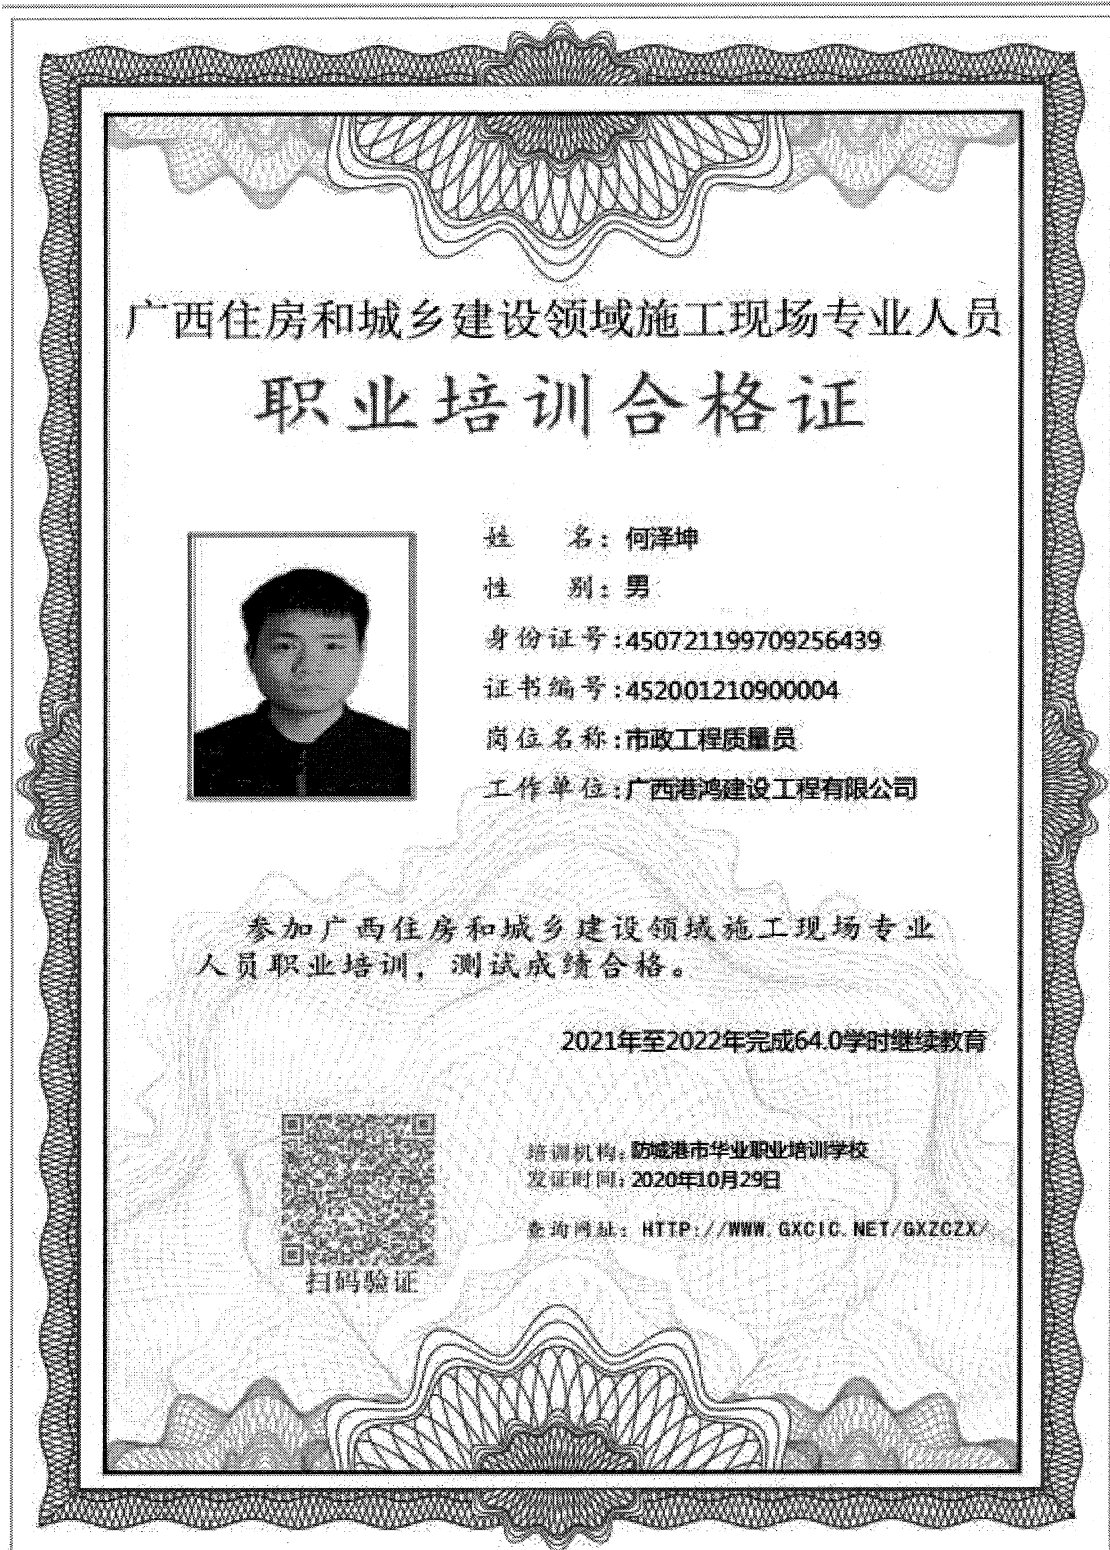 广西住房和城乡建设领域施工现场专业人员
职业培训合格证
姓 名：何泽坤
性 别：男
身份证号:450721199709256439
证书编号:452001210900004
岗位名称:市政工程质量员
工作单位:广西港鸿建设工程有限公司
参加广西住房和城乡建设领域施工现场专业
人员职业培训，测试成绩合格。
2021年至2022年完成64.0学时继续教育
培训机构:防城港市华业职业培训学校
发证时间:2020年10月29日
查询网址: HTTP://WWW.GXCIC.NET/GXZCZX/
扫码验证